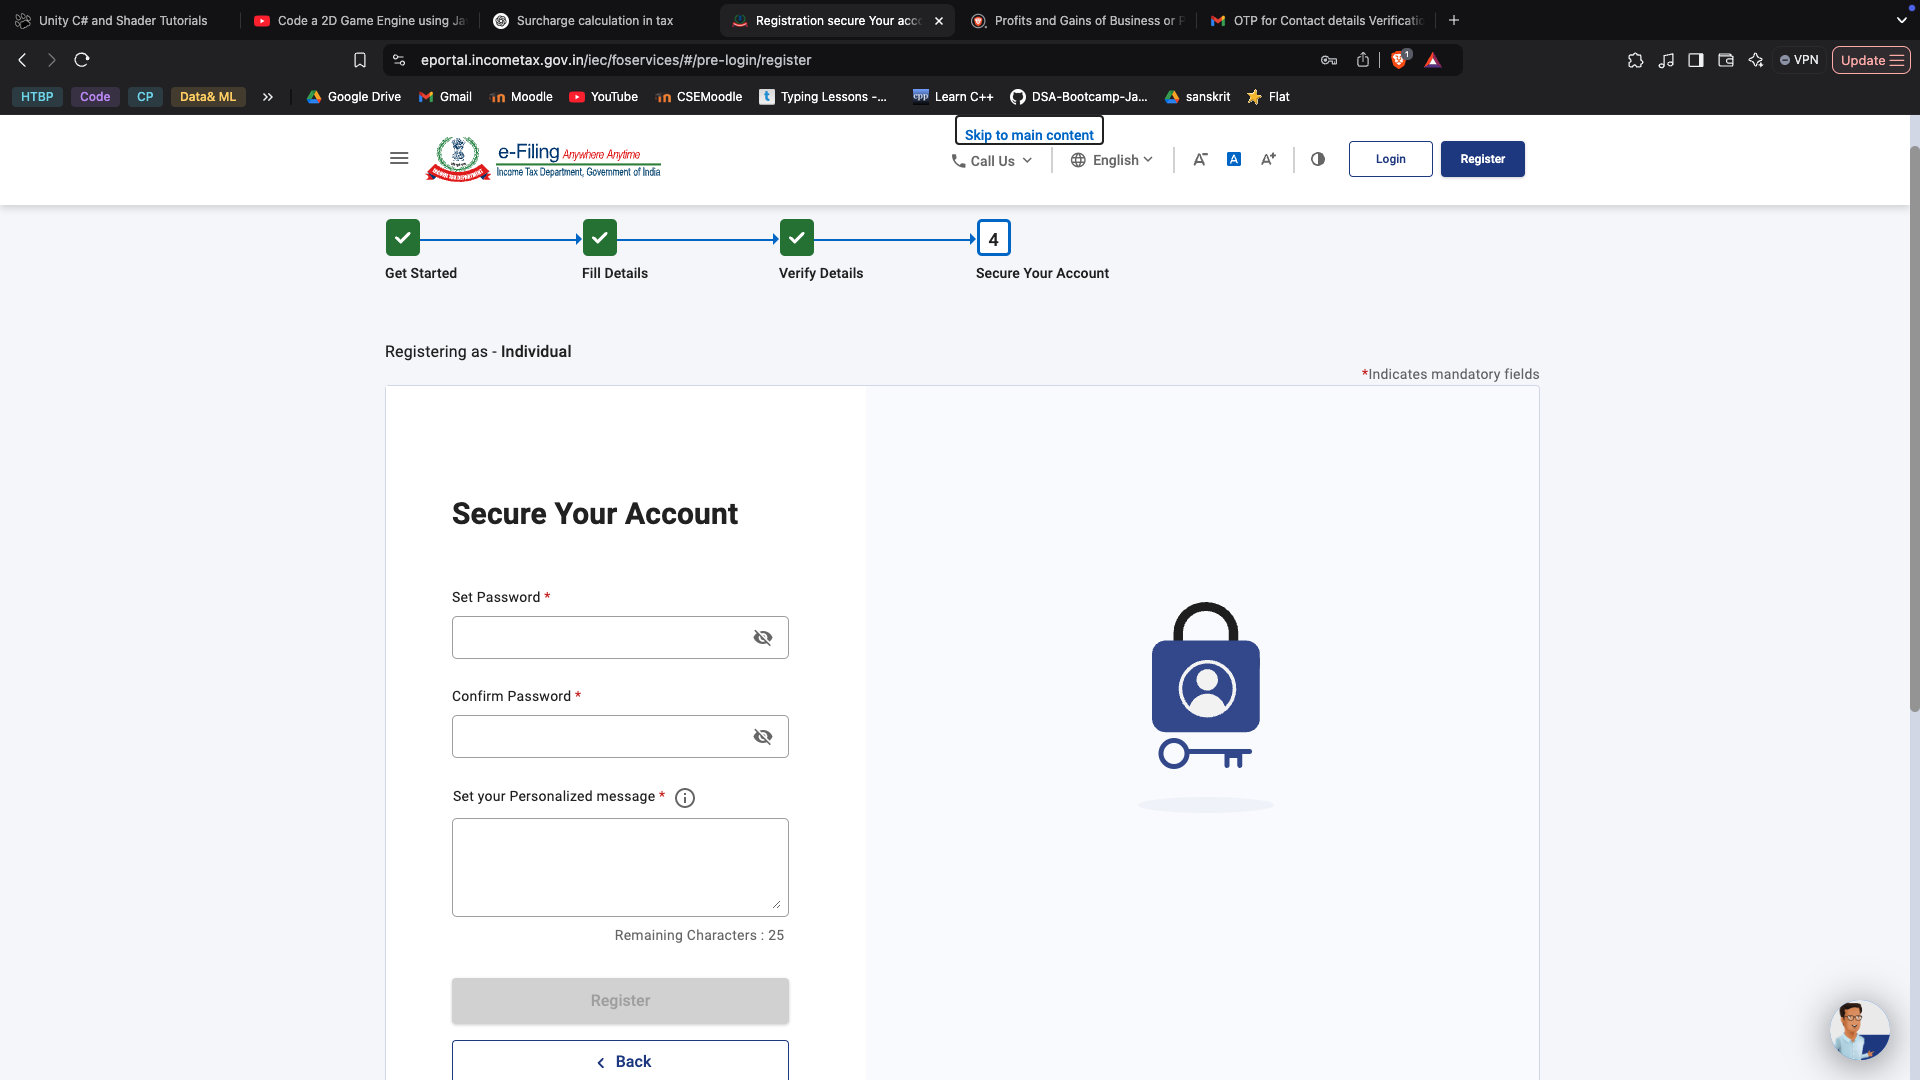 Unity C# and Shader Tutorials
Code a 2D Game Engine using Ja
Surcharge calculation in tax
Registration secure Your acc
Profits and Gains of Business or P
OTP for Contact details Verificatio
eportal.incometax.gov.in/iec/foservices/#/pre-login/register
1
VPN
Update
HTBP
Code
CP
Data& ML
Google Drive
Gmail
Moodle
YouTube
CSEMoodle
Typing Lessons -...
Learn C++
DSA-Bootcamp-Ja...
sanskrit
Flat
Skip to main content
e-Filing Anywhere Anytime
Income Tax Department, Government of India
INCOME TAX DEPARTMENT
Call Us
English
A-
A
A+
Login
Register
4
Get Started
Fill Details
Verify Details
Secure Your Account
Registering as - Individual
*Indicates mandatory fields
Secure Your Account
Set Password *
Confirm Password *
Set your Personalized message *
Remaining Characters : 25
Register
Back